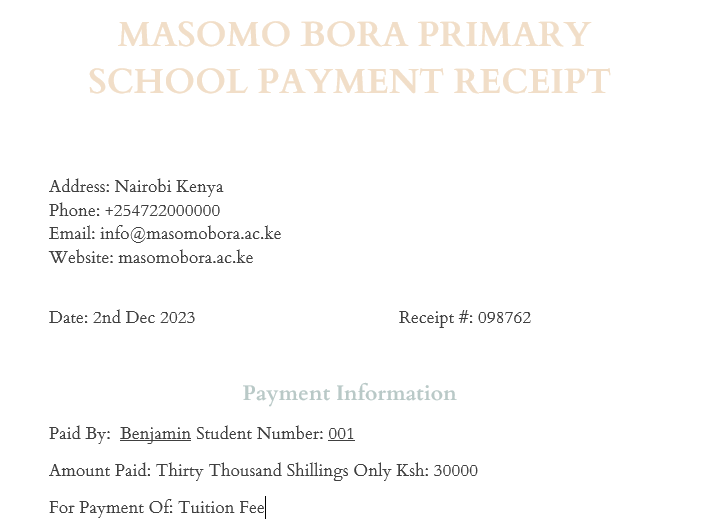 MASOMO BORA PRIMARY
SCHOOL PAYMENT RECEIPT
Address: Nairobi Kenya
Phone: +254722000000
Email: info@masomobora.ac.ke
Website: masomobora.ac.ke
Date: 2nd Dec 2023 Receipt #: 098762
Payment Information
Paid By: Benjamin Student Number: 001
Amount Paid: Thirty Thousand Shillings Only Ksh: 30000
For Payment Of: Tuition Fee